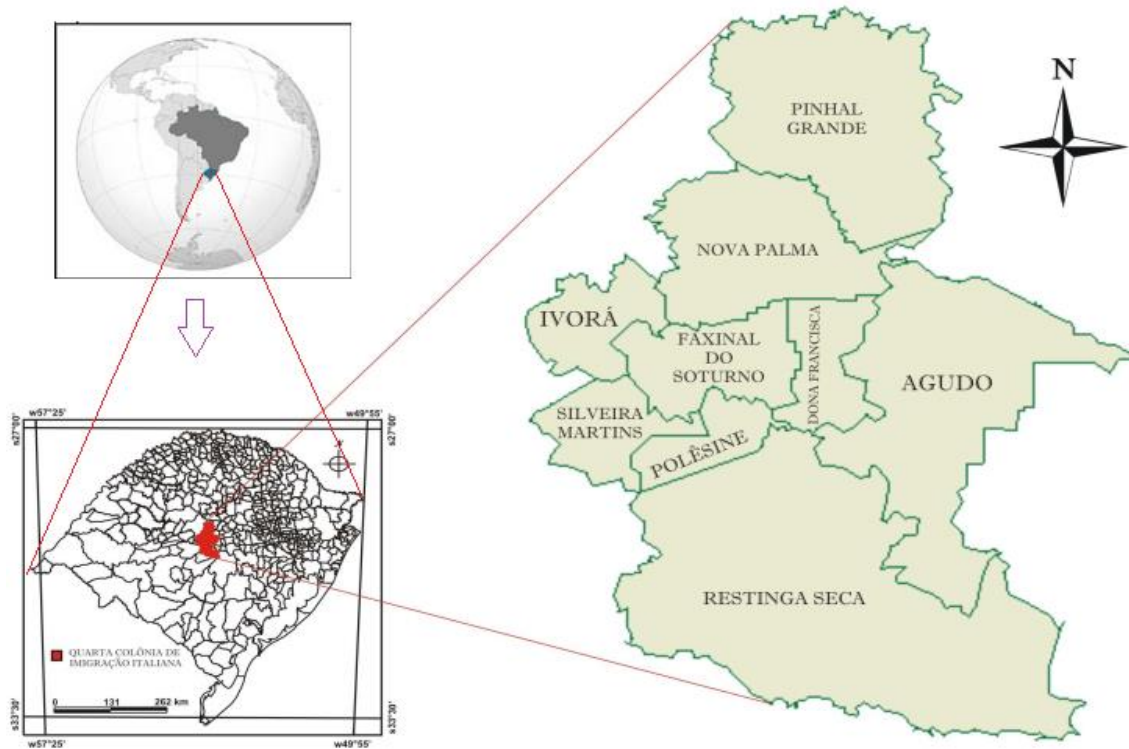 N
PINHAL
GRANDE
NOVA PALMA
IVORÁ
FAXINAL
DO
SOTURNO
DONA FRANCISCA
AGUDO
SILVEIRA
MARTINS
POLÊSINE
RESTINGA SECA
w57°25'
w49°55'
s27°00'
s27°00'
QUARTA COLÔNIA DE
IMIGRAÇÃO ITALIANA
0 131 262 km
s33°30'
s33°30'
w57°25'
w49°55'